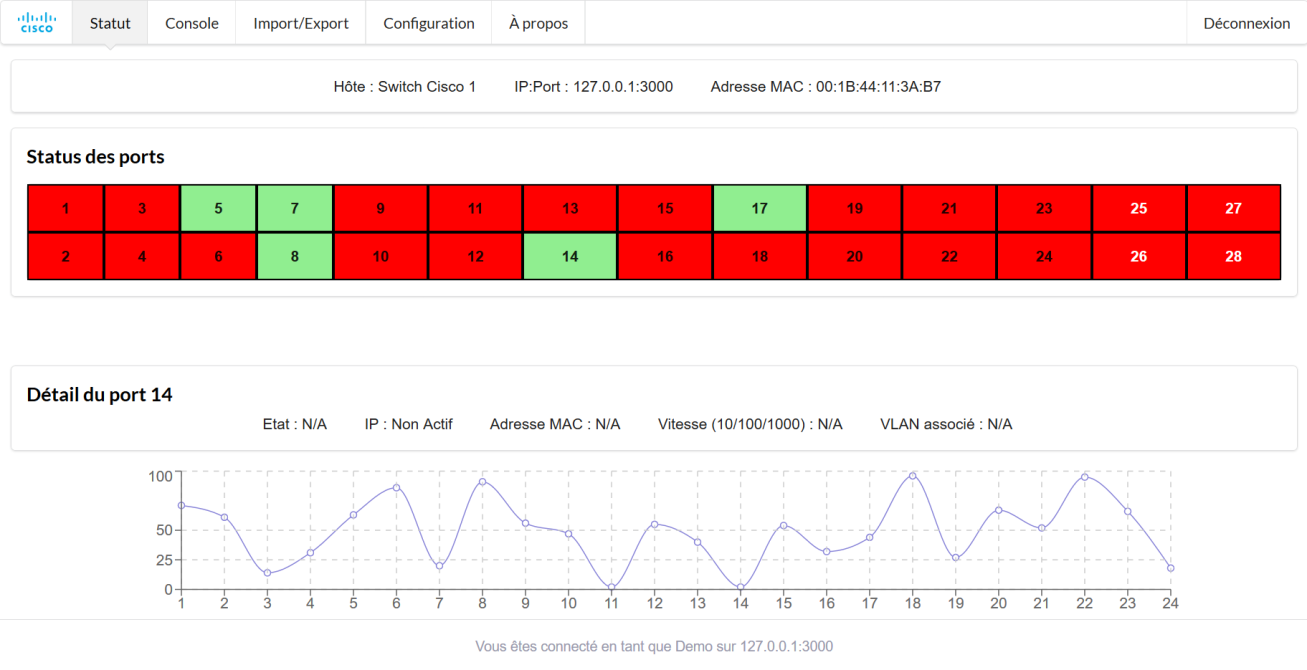 cisco Statut Console Import/Export Configuration À propos Déconnexion
Hôte : Switch Cisco 1 IP:Port : 127.0.0.1:3000 Adresse MAC : 00:1B:44:11:3A:B7
Status des ports
1 3 5 7 9 11 13 15 17 19 21 23 25 27
2 4 6 8 10 12 14 16 18 20 22 24 26 28
Détail du port 14
Etat : N/A IP : Non Actif Adresse MAC : N/A Vitesse (10/100/1000) : N/A VLAN associé : N/A
100
50
25
0
1 2 3 4 5 6 7 8 9 10 11 12 13 14 15 16 17 18 19 20 21 22 23 24
Vous êtes connecté en tant que Demo sur 127.0.0.1:3000